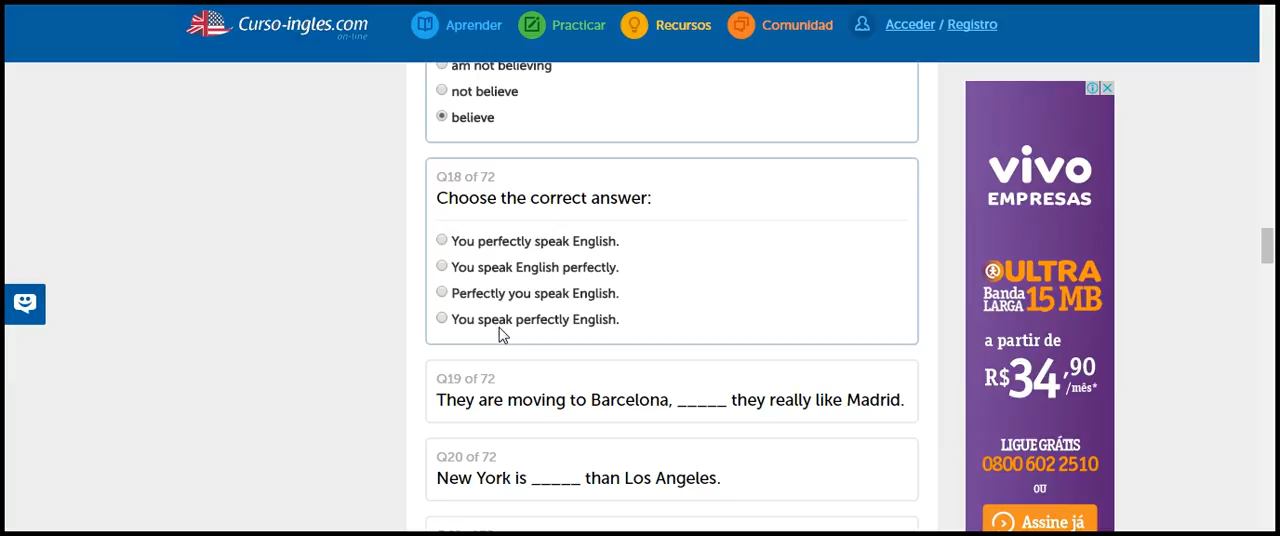 Curso-ingles.com
on-line
Aprender
Practicar
Recursos
Comunidad
Acceder / Registro
am not believing
not believe
believe
Q18 of 72
Choose the correct answer:
You perfectly speak English.
You speak English perfectly.
Perfectly you speak English.
You speak perfectly English.
Q19 of 72
They are moving to Barcelona, _____ they really like Madrid.
Q20 of 72
New York is _____ than Los Angeles.
vivo
EMPRESAS
ULTRA
Banda LARGA 15 MB
a partir de
R$34,90/mês*
LIGUE GRÁTIS
0800 602 2510
OU
Assine já